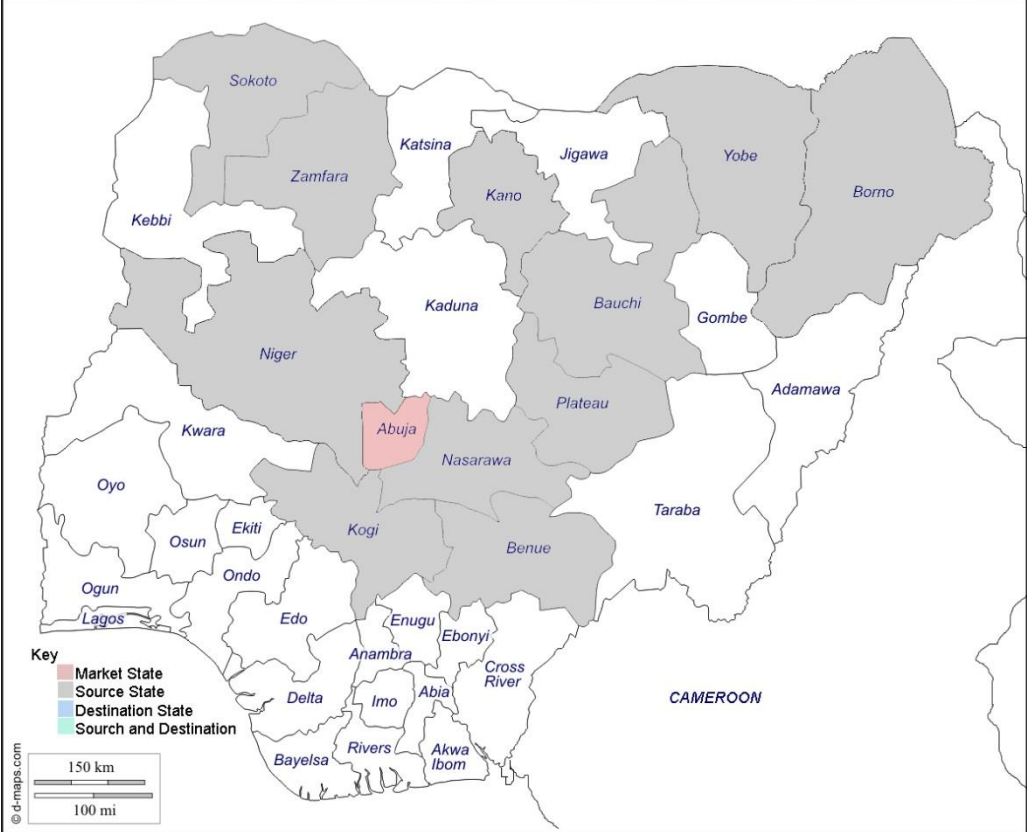 Sokoto
Katsina
Jigawa
Yobe
Zamfara
Kano
Borno
Kebbi
Kaduna
Bauchi
Gombe
Niger
Adamawa
Plateau
Abuja
Kwara
Nasarawa
Oyo
Taraba
Kogi
Ekiti
Osun
Benue
Ondo
Ogun
Lagos
Edo
Enugu
Ebonyi
Anambra
Cross
River
Delta
Imo
Abia
CAMEROON
Rivers
Akwa
Ibom
Bayelsa
Key
Market State
Source State
Destination State
Sourch and Destination
150 km
100 mi
© d-maps.com